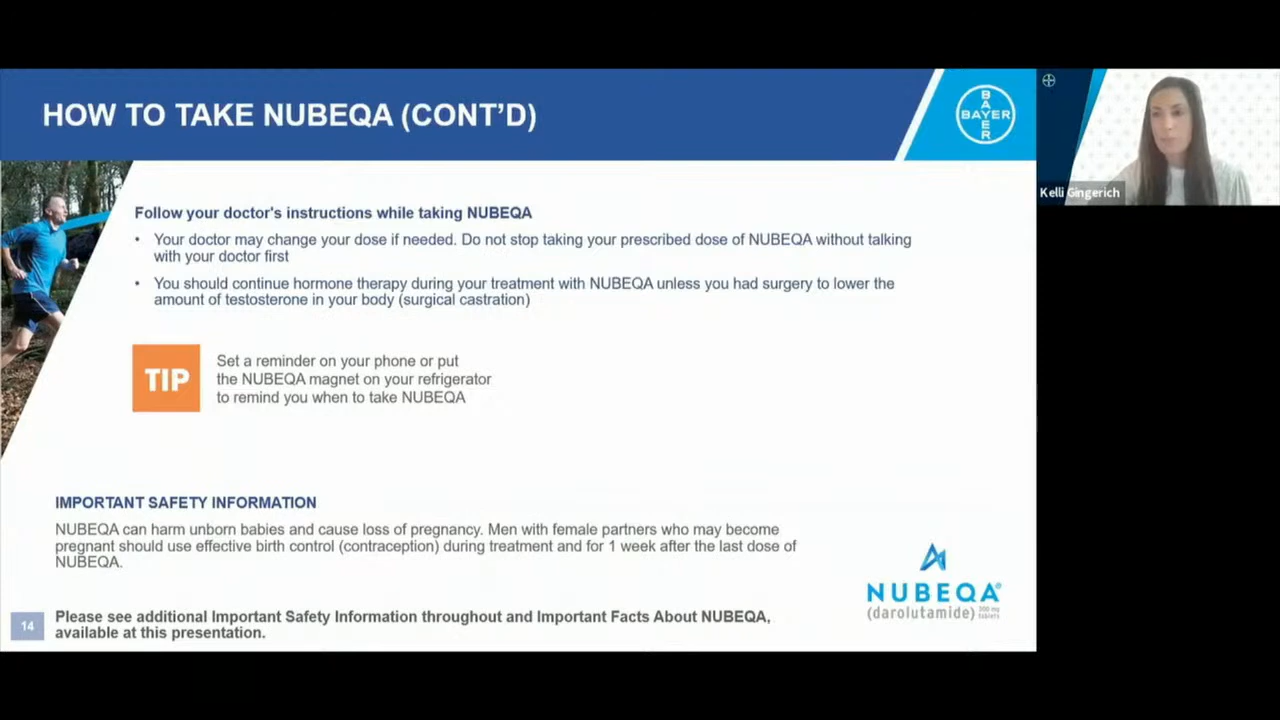 HOW TO TAKE NUBEQA (CONT'D)
BAYER
BAYER
Kelli Gingerich
Follow your doctor's instructions while taking NUBEQA
• Your doctor may change your dose if needed. Do not stop taking your prescribed dose of NUBEQA without talking
with your doctor first
• You should continue hormone therapy during your treatment with NUBEQA unless you had surgery to lower the
amount of testosterone in your body (surgical castration)
TIP
Set a reminder on your phone or put
the NUBEQA magnet on your refrigerator
to remind you when to take NUBEQA
IMPORTANT SAFETY INFORMATION
NUBEQA can harm unborn babies and cause loss of pregnancy. Men with female partners who may become
pregnant should use effective birth control (contraception) during treatment and for 1 week after the last dose of
NUBEQA.
NUBEQA®
(darolutamide) 300 mg
tablets
14
Please see additional Important Safety Information throughout and Important Facts About NUBEQA,
available at this presentation.